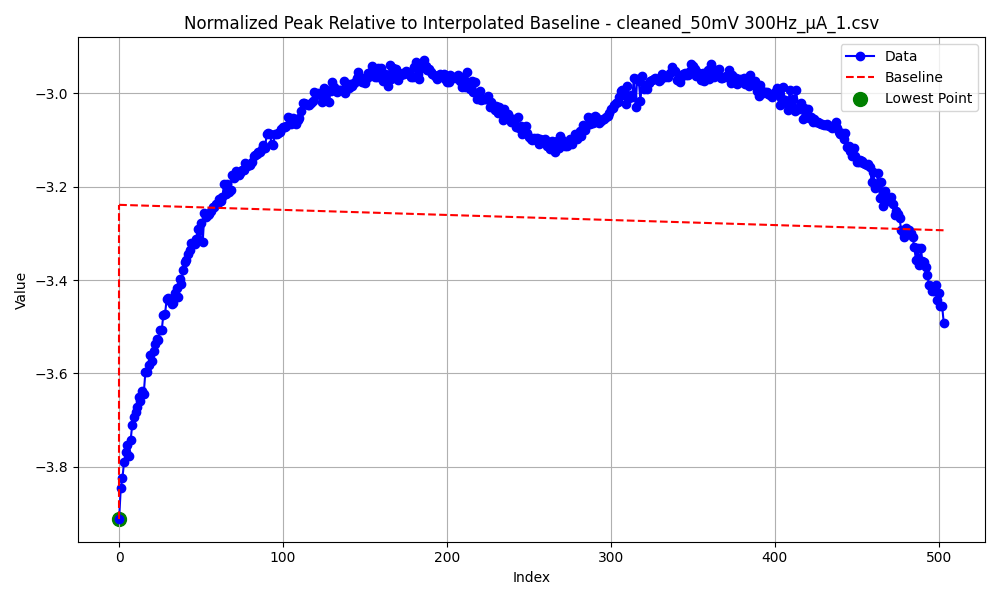 Normalized Peak Relative to Interpolated Baseline - cleaned_50mV 300Hz_μA_1.csv
Data
Baseline
Lowest Point
Value
−3.0
−3.2
−3.4
−3.6
−3.8
0
100
200
300
400
500
Index